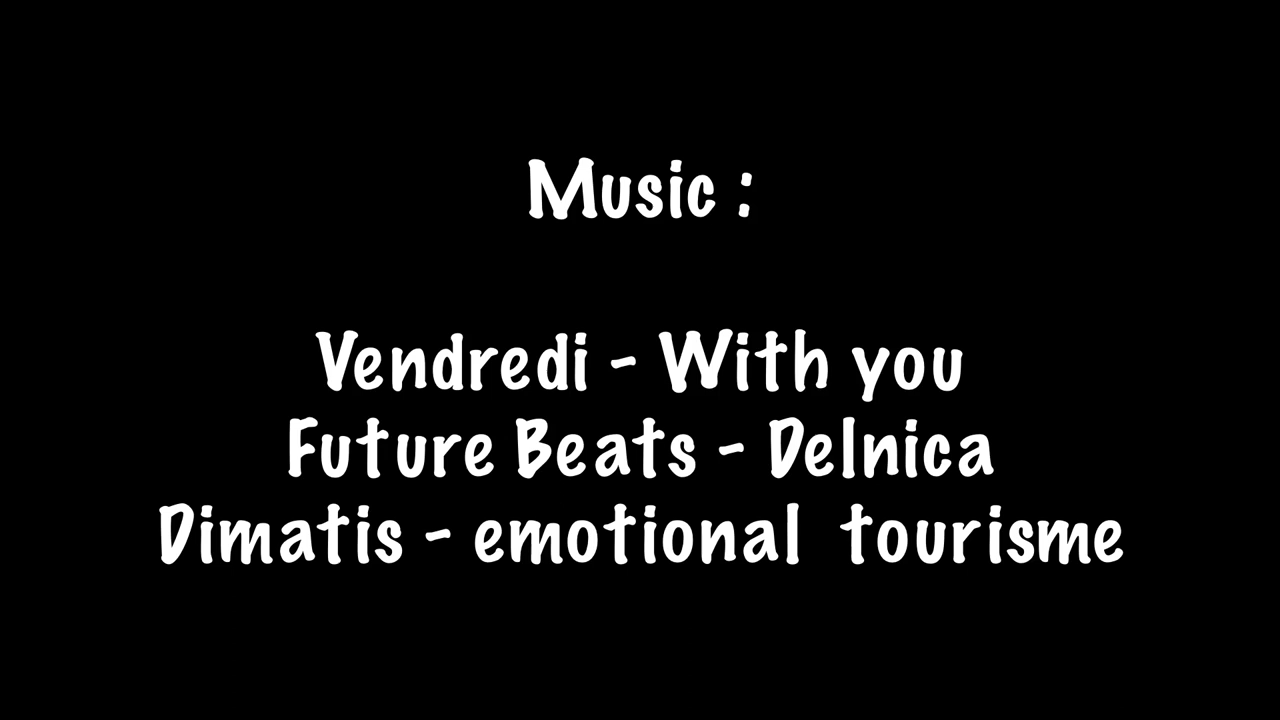 Music :
Vendredi - With you
Future Beats - Delnica
Dimatis - emotional tourisme